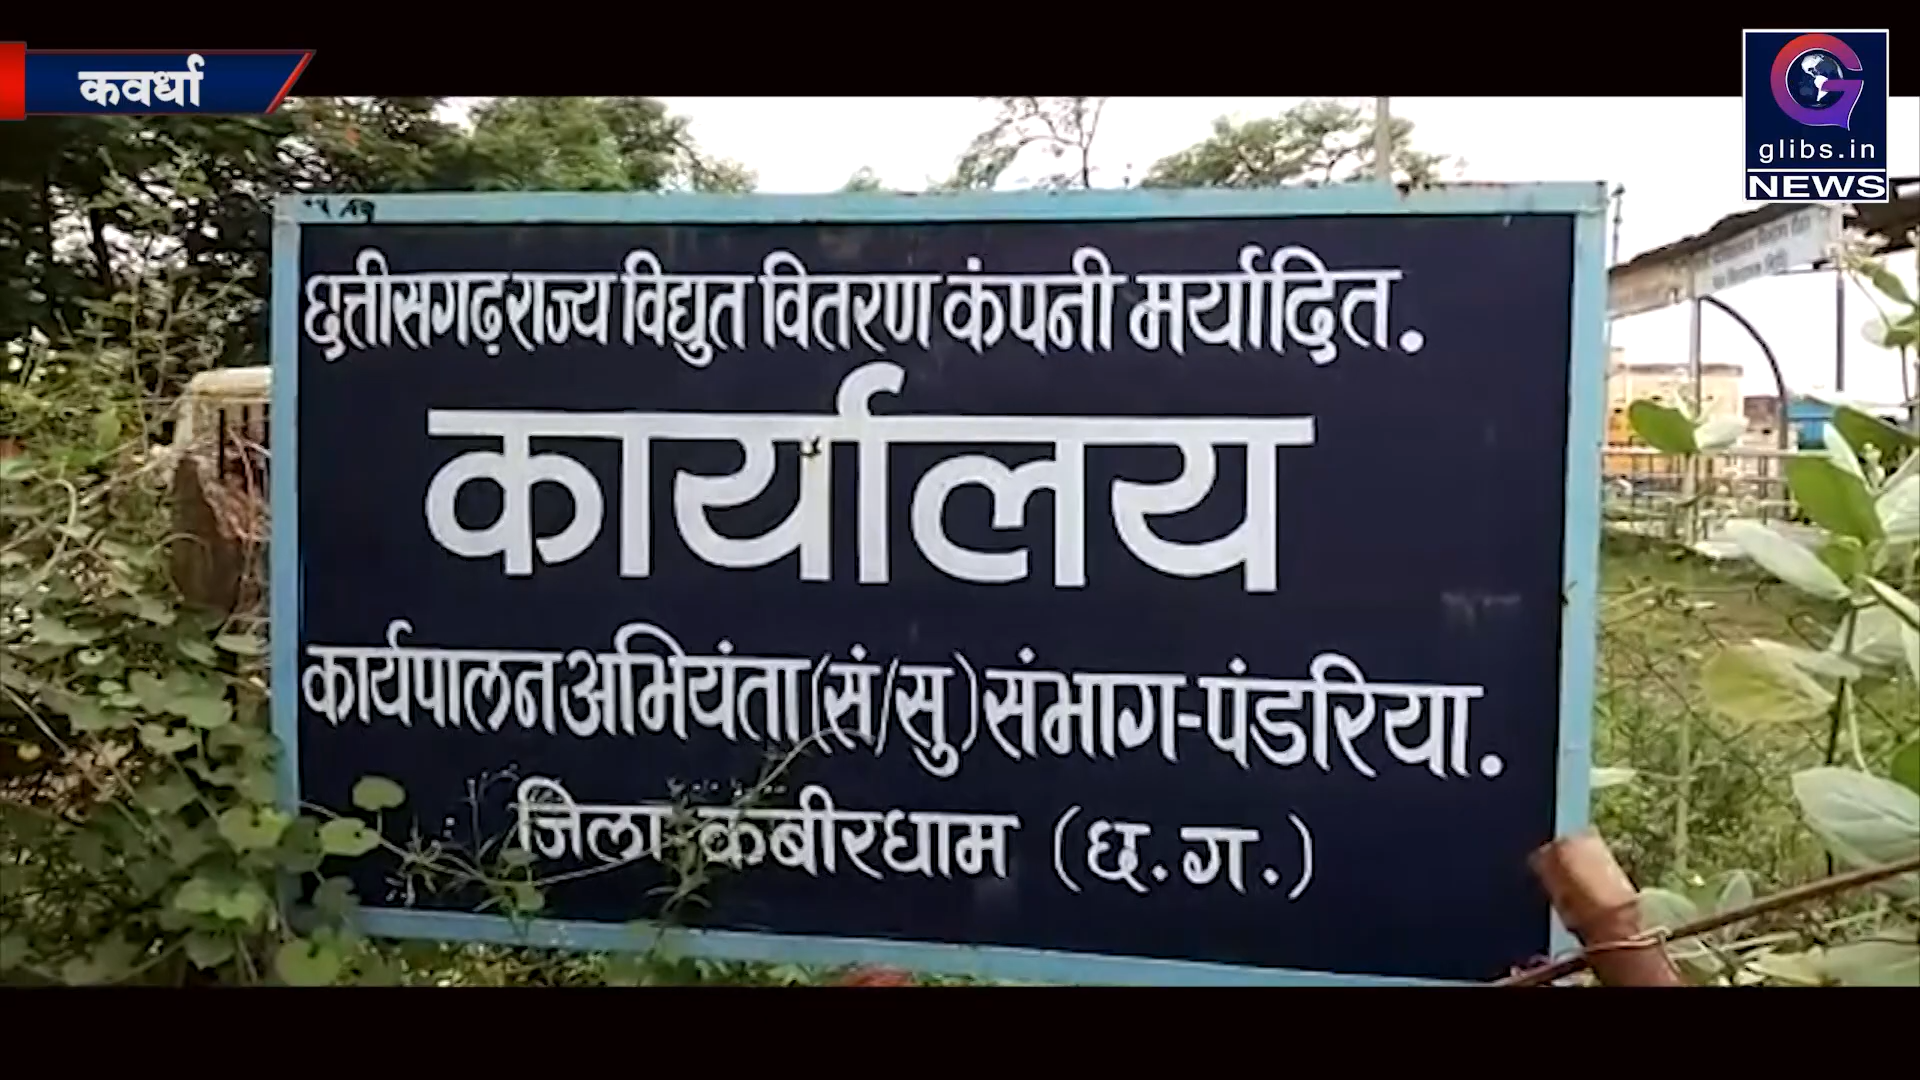 कवर्धा
glibs.in
NEWS
छत्तीसगढ़ राज्य विद्युत वितरण कंपनी मर्यादित.
कार्यालय
कार्यपालन अभियंता (सं/सु) संभाग-पंडरिया.
जिला कबीरधाम (छ.ग.)